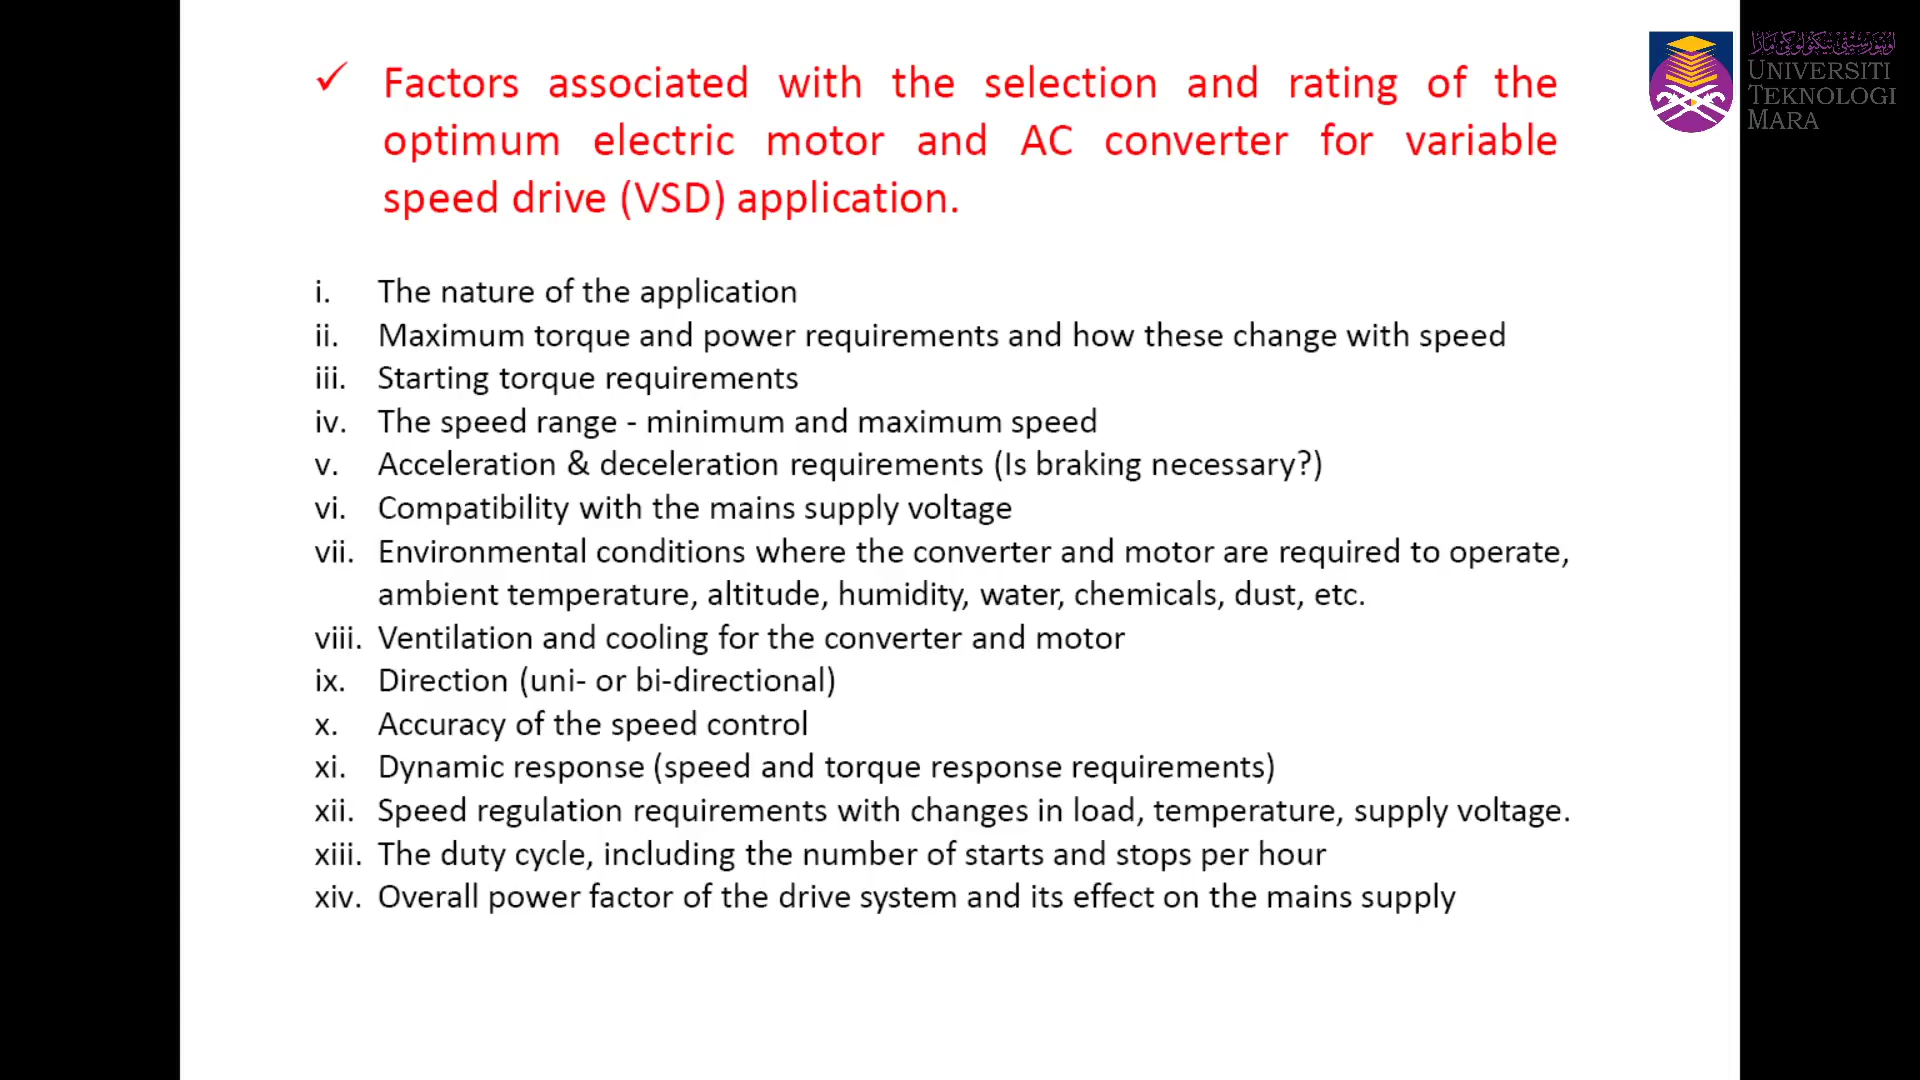 ✓ Factors associated with the selection and rating of the
optimum electric motor and AC converter for variable
speed drive (VSD) application.
i. The nature of the application
ii. Maximum torque and power requirements and how these change with speed
iii. Starting torque requirements
iv. The speed range - minimum and maximum speed
v. Acceleration & deceleration requirements (Is braking necessary?)
vi. Compatibility with the mains supply voltage
vii. Environmental conditions where the converter and motor are required to operate,
ambient temperature, altitude, humidity, water, chemicals, dust, etc.
viii. Ventilation and cooling for the converter and motor
ix. Direction (uni- or bi-directional)
x. Accuracy of the speed control
xi. Dynamic response (speed and torque response requirements)
xii. Speed regulation requirements with changes in load, temperature, supply voltage.
xiii. The duty cycle, including the number of starts and stops per hour
xiv. Overall power factor of the drive system and its effect on the mains supply
اونيۏرسيتي تيكنولوڬي مارا
UNIVERSITI
TEKNOLOGI
MARA